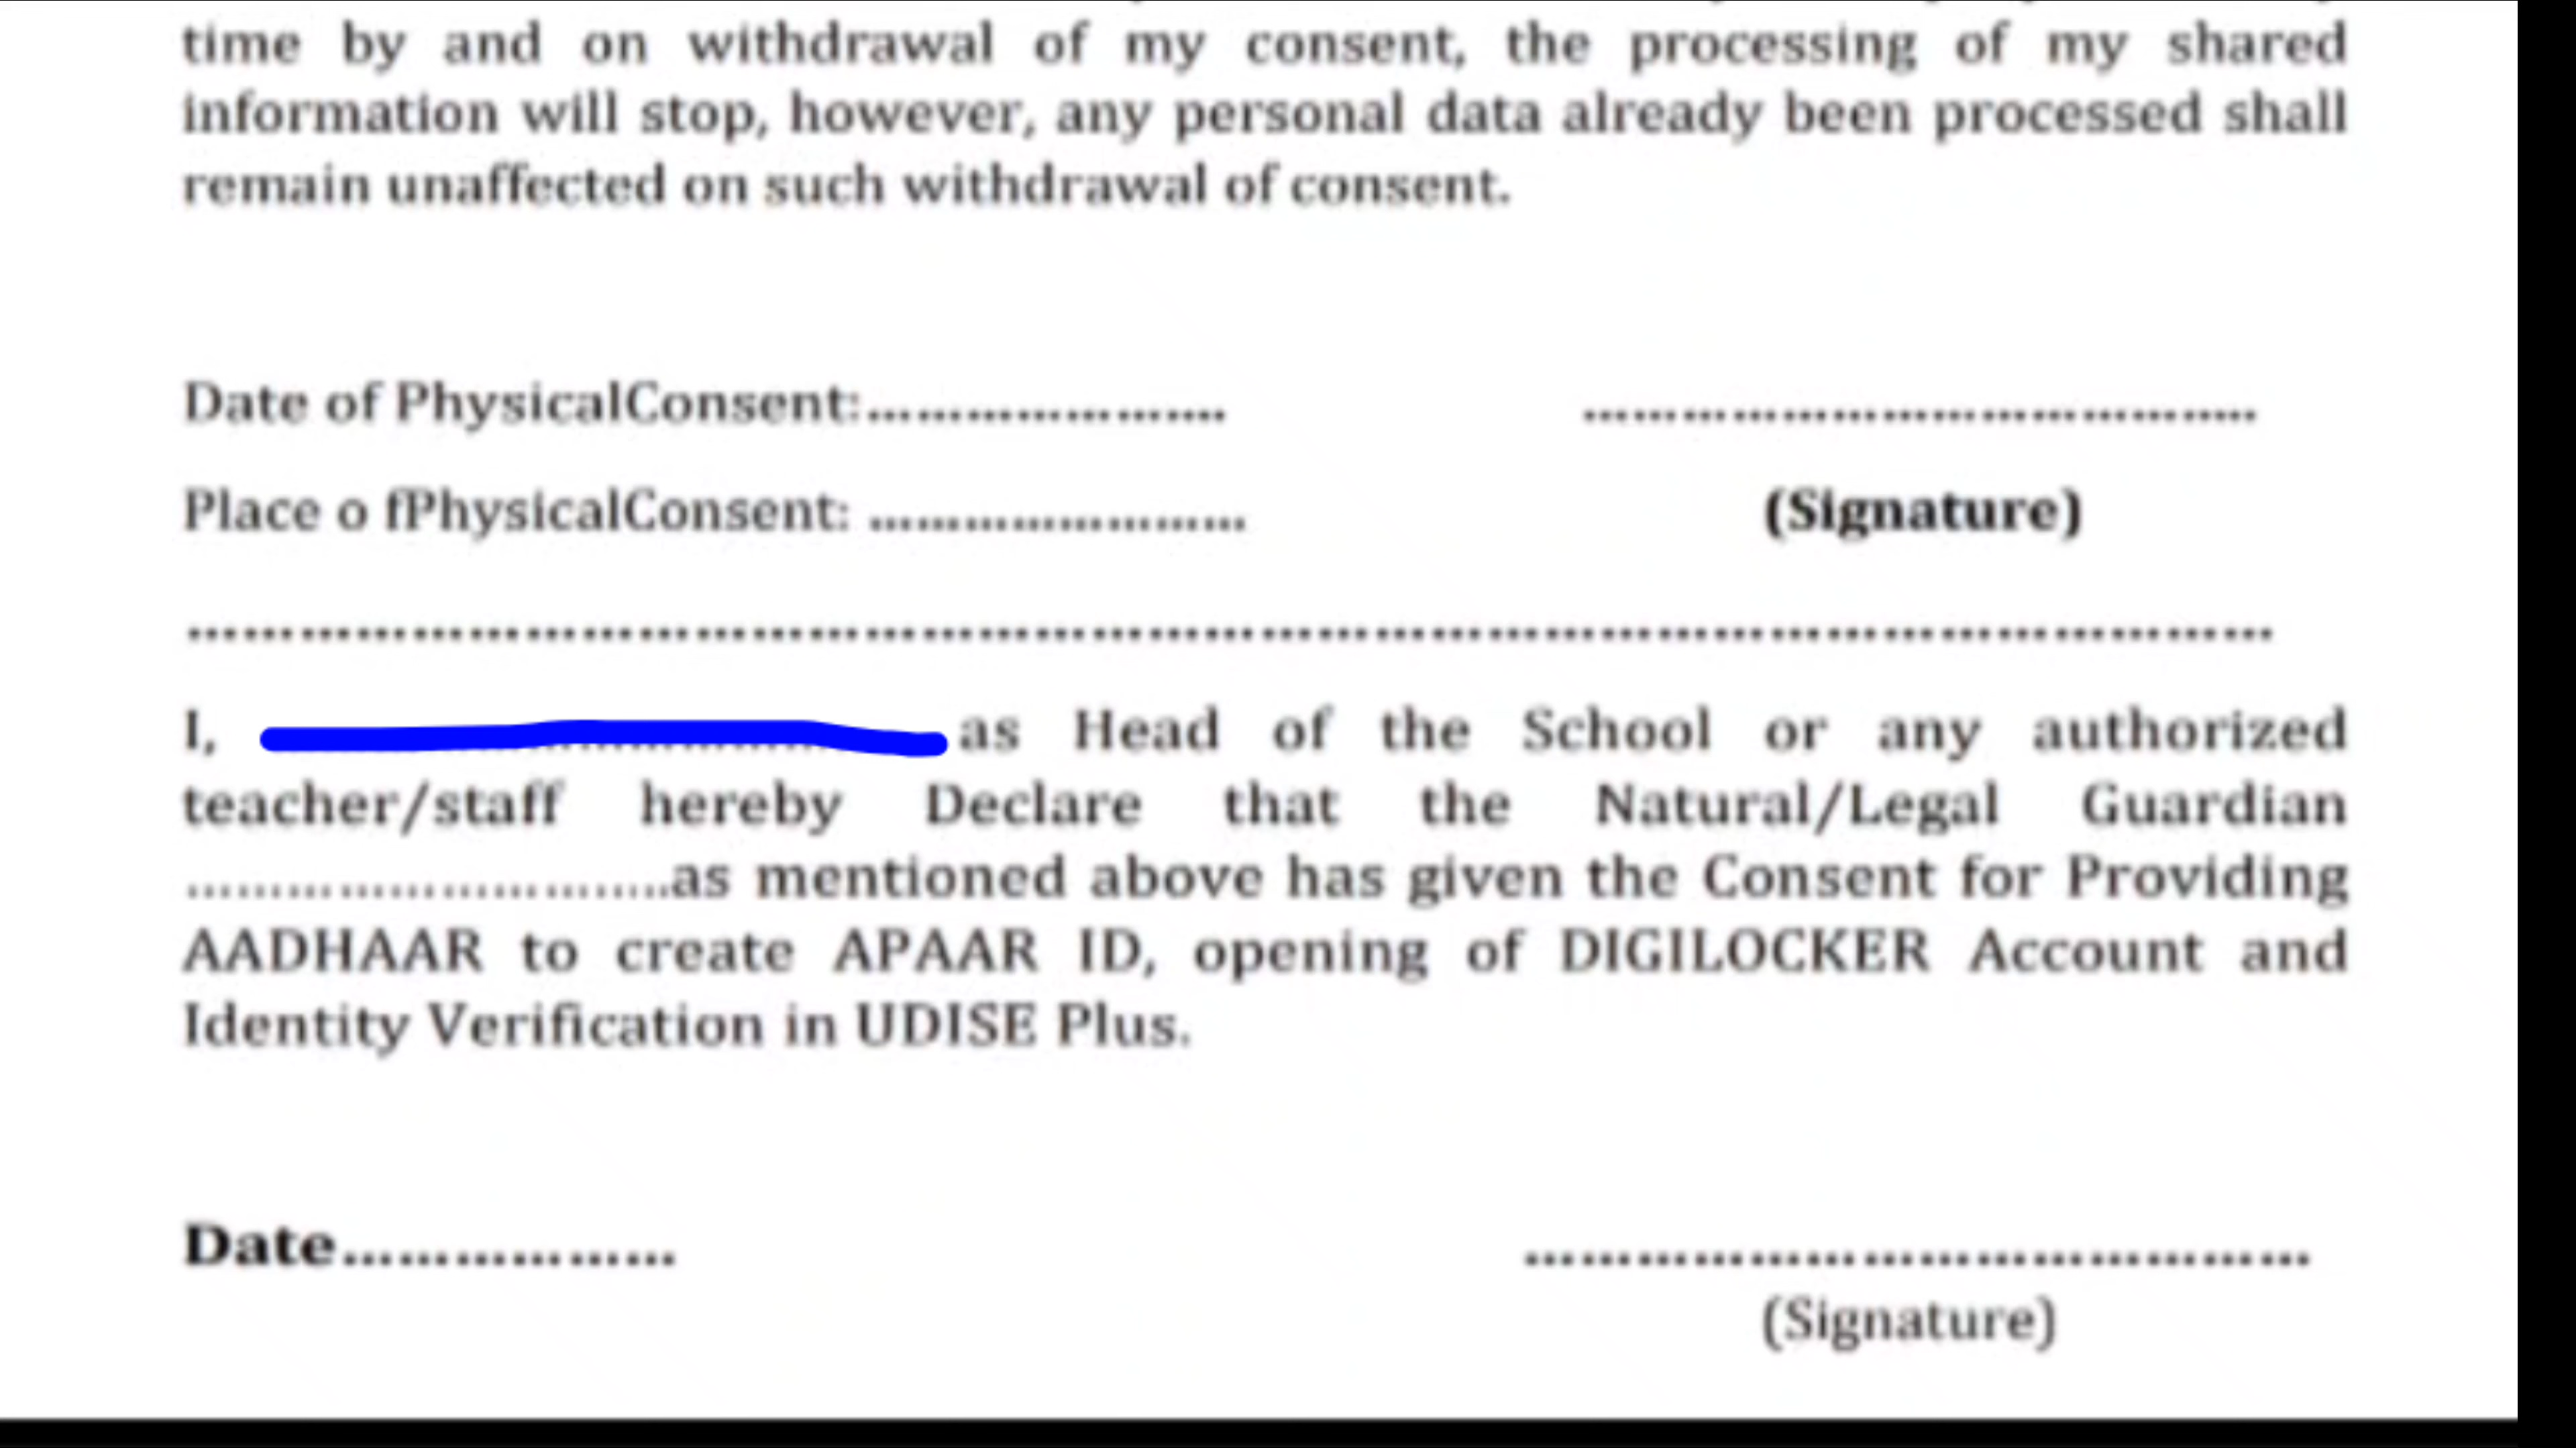 time by and on withdrawal of my consent, the processing of my shared
information will stop, however, any personal data already been processed shall
remain unaffected on such withdrawal of consent.
Date of PhysicalConsent:........................ ........................................
Place o fPhysicalConsent: ........................ (Signature)
................................................................................................................
I, as Head of the School or any authorized
teacher/staff hereby Declare that the Natural/Legal Guardian
..............................as mentioned above has given the Consent for Providing
AADHAAR to create APAAR ID, opening of DIGILOCKER Account and
Identity Verification in UDISE Plus.
Date.................. ..........................................
(Signature)